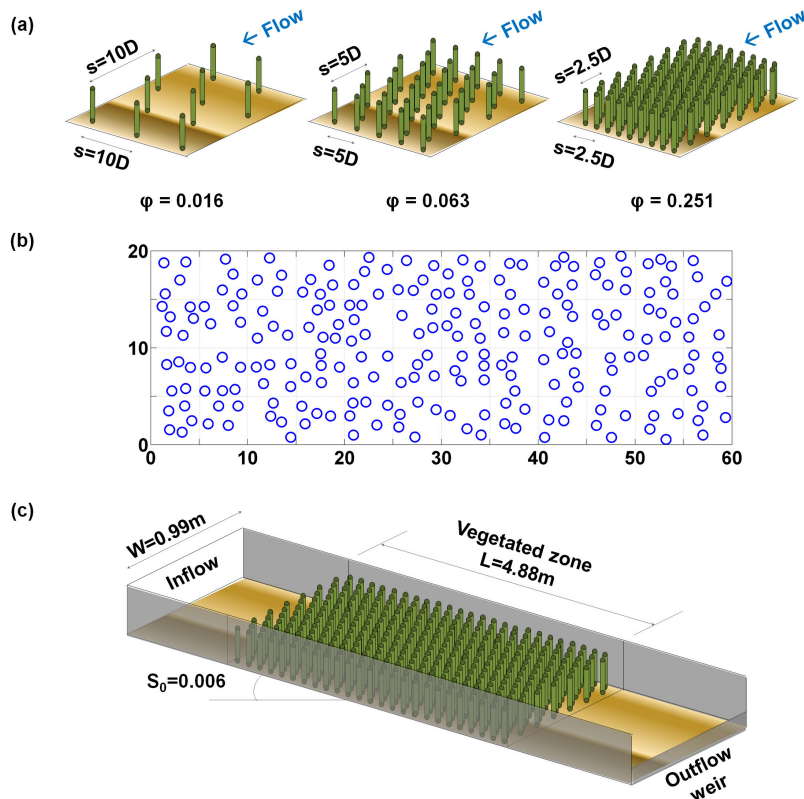 (a)
← Flow
← Flow
← Flow
s=10D
s=5D
s=2.5D
s=10D
s=5D
s=2.5D
φ = 0.016
φ = 0.063
φ = 0.251
(b)
20
10
0
0 10 20 30 40 50 60
(c)
W=0.99m
Inflow
Vegetated zone
L=4.88m
S₀=0.006
Outflow
weir